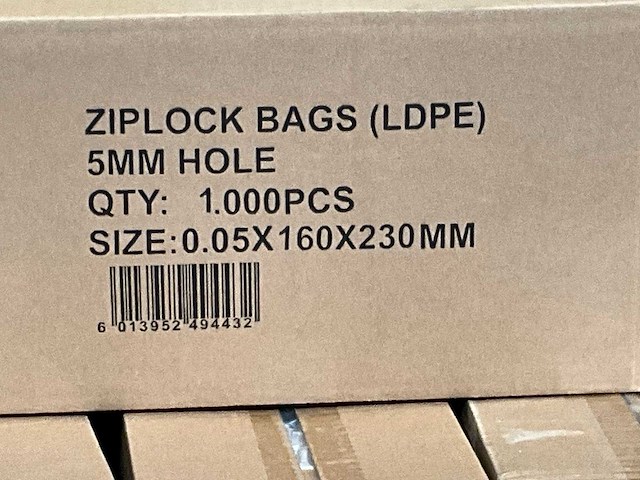 ZIPLOCK BAGS (LDPE)
5MM HOLE
QTY: 1.000PCS
SIZE:0.05X160X230MM
6 013952 494432